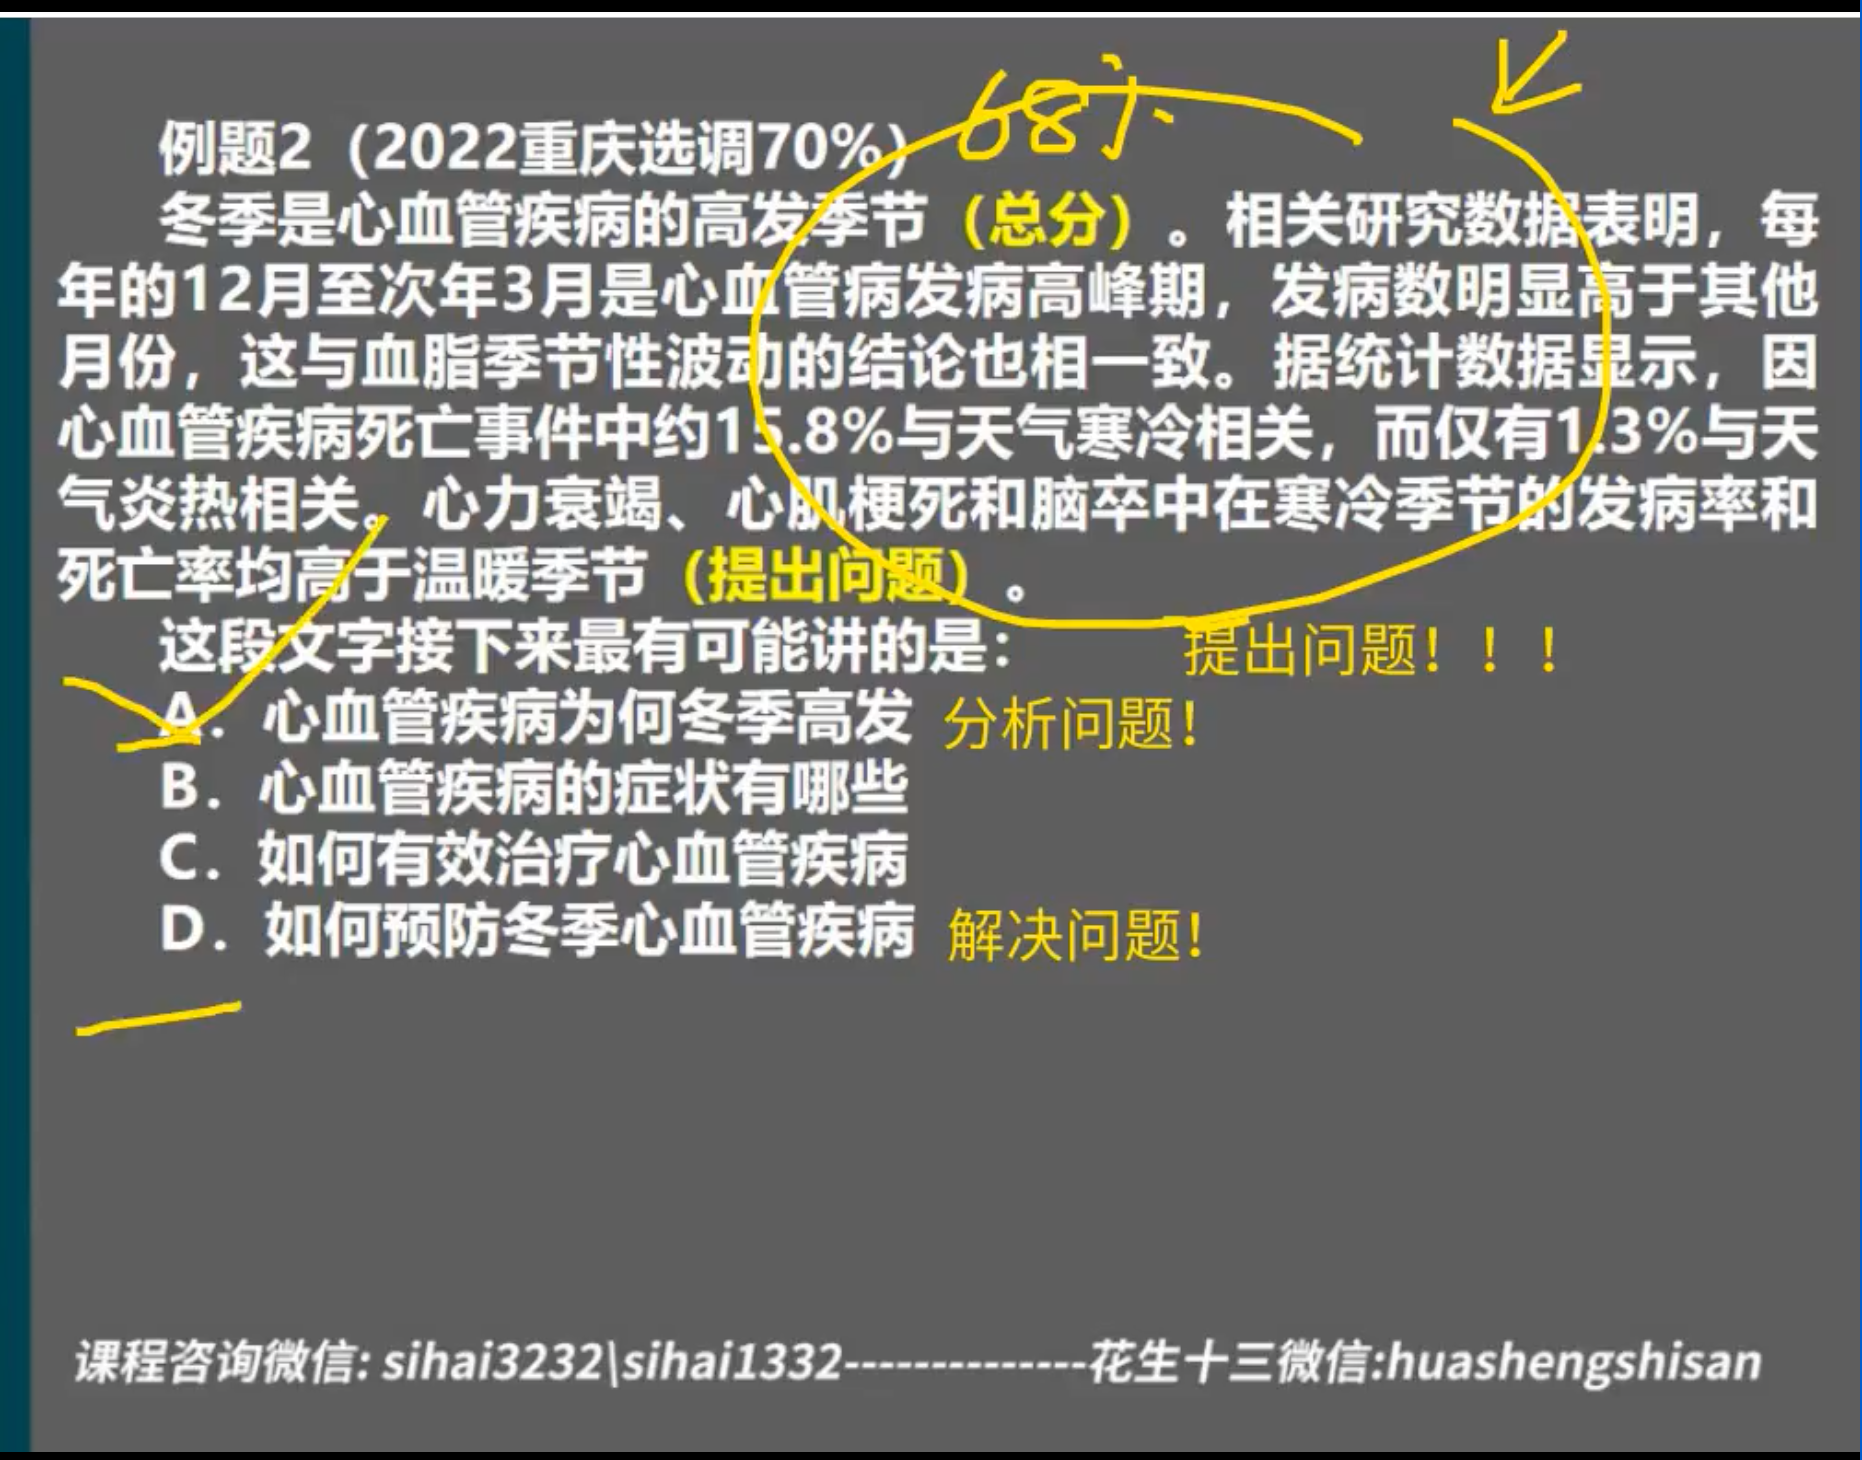 68分
例题2（2022重庆选调70%）
冬季是心血管疾病的高发季节（总分）。相关研究数据表明，每
年的12月至次年3月是心血管病发病高峰期，发病数明显高于其他
月份，这与血脂季节性波动的结论也相一致。据统计数据显示，因
心血管疾病死亡事件中约15.8%与天气寒冷相关，而仅有1.3%与天
气炎热相关。心力衰竭、心肌梗死和脑卒中在寒冷季节的发病率和
死亡率均高于温暖季节（提出问题）。
这段文字接下来最有可能讲的是：
提出问题！！！
A．心血管疾病为何冬季高发 分析问题！
B．心血管疾病的症状有哪些
C．如何有效治疗心血管疾病
D．如何预防冬季心血管疾病 解决问题！
课程咨询微信: sihai3232\sihai1332--------------花生十三微信:huashengshisan